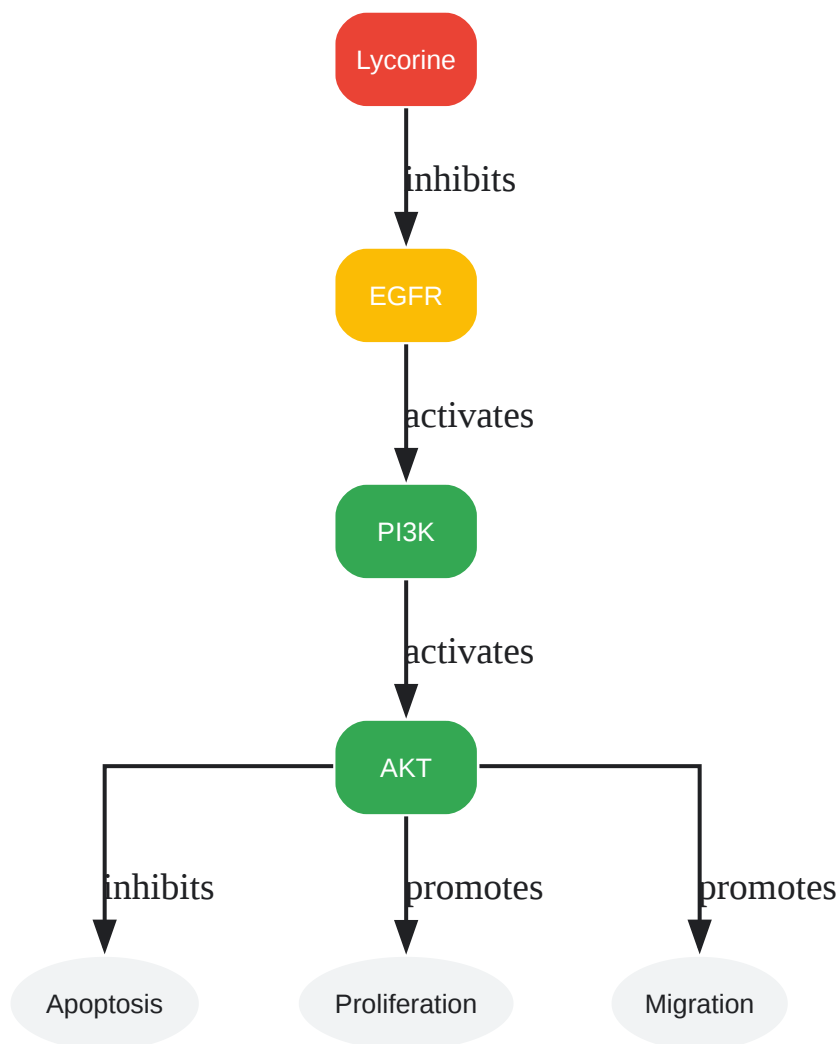 Lycorine
inhibits
EGFR
activates
PI3K
activates
AKT
inhibits
promotes
promotes
Apoptosis
Proliferation
Migration